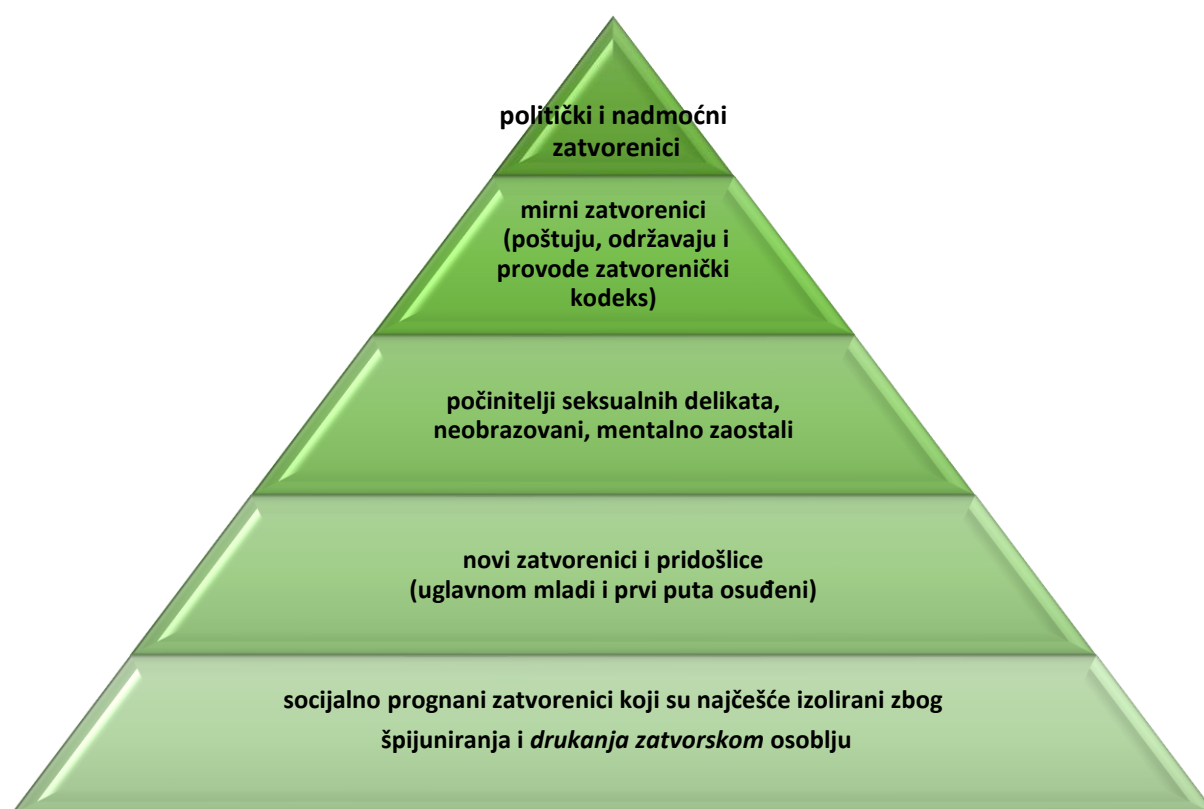 politički i nadmoćni
zatvorenici
mirni zatvorenici
(poštuju, održavaju i
provode zatvorenički
kodeks)
počinitelji seksualnih delikata,
neobrazovani, mentalno zaostali
novi zatvorenici i pridošlice
(uglavnom mladi i prvi puta osuđeni)
socijalno prognani zatvorenici koji su najčešće izolirani zbog
špijuniranja i drukanja zatvorskom osoblju